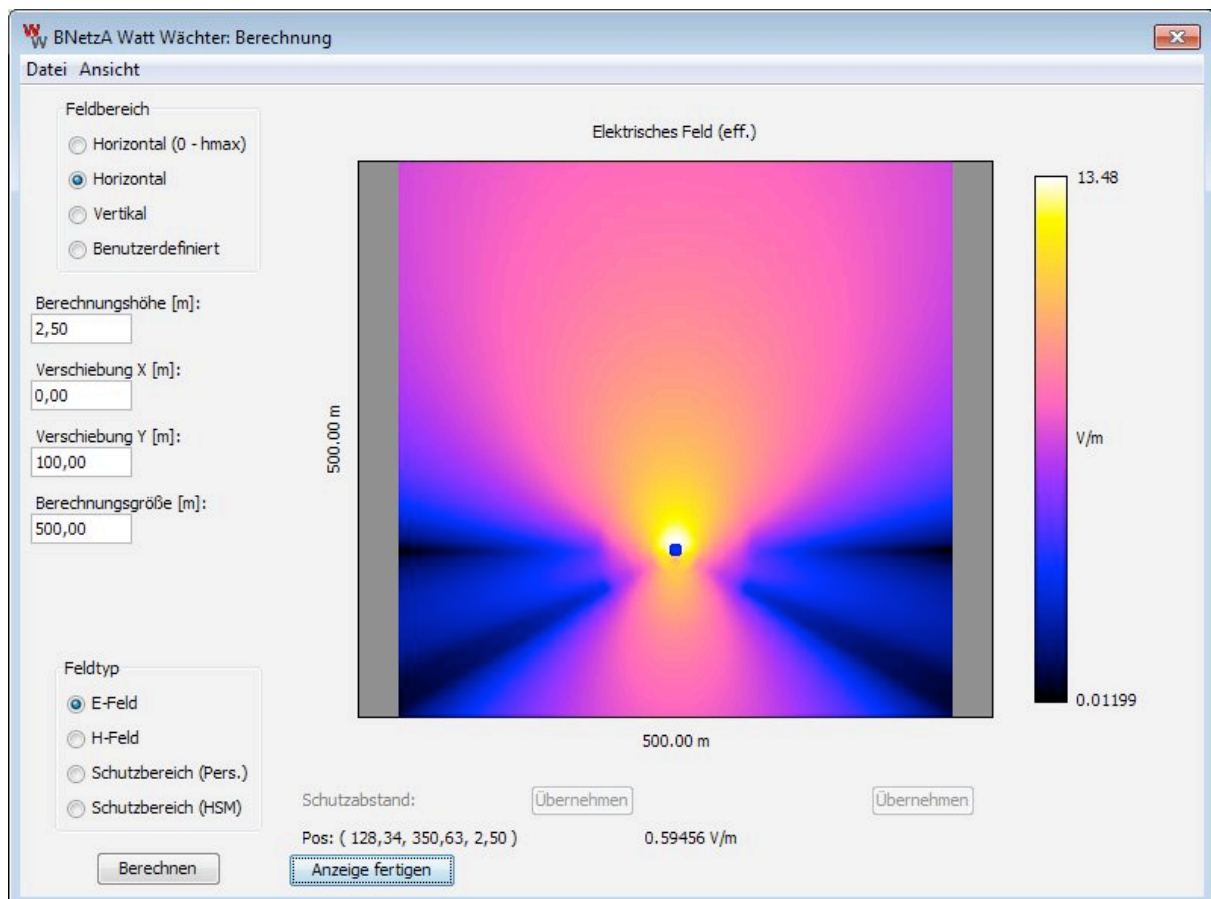 BNetzA Watt Wächter: Berechnung
Datei Ansicht
Feldbereich
Horizontal (0 - hmax)
Horizontal
Vertikal
Benutzerdefiniert
Berechnungshöhe [m]:
2,50
Verschiebung X [m]:
0,00
Verschiebung Y [m]:
100,00
Berechnungsgröße [m]:
500,00
Feldtyp
E-Feld
H-Feld
Schutzbereich (Pers.)
Schutzbereich (HSM)
Berechnen
Elektrisches Feld (eff.)
500.00 m
500.00 m
13.48
V/m
0.01199
Schutzabstand:
Übernehmen
Übernehmen
Pos: ( 128,34, 350,63, 2,50 )
0.59456 V/m
Anzeige fertigen